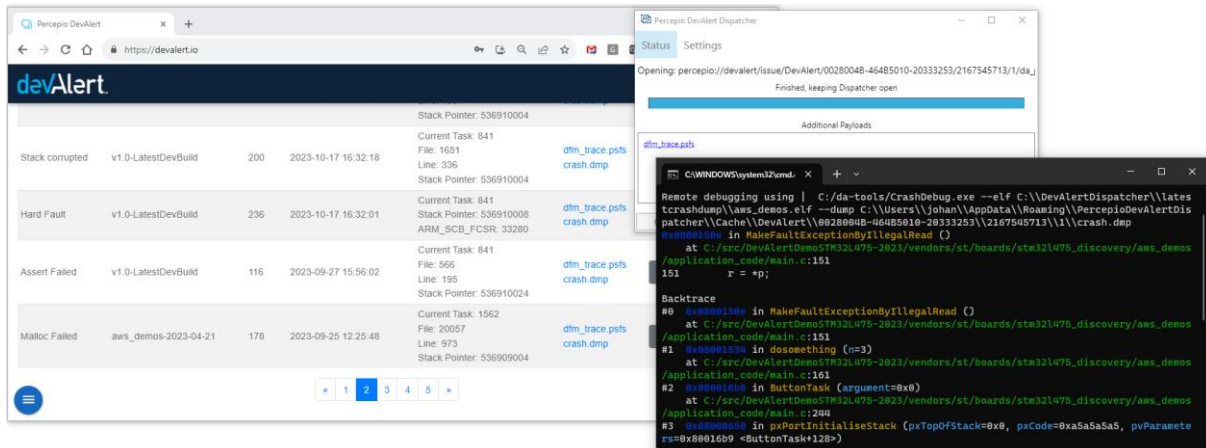 Percepio DevAlert
https://devalert.io
devAlert.
Stack Pointer: 536910004
Stack corrupted v1.0-LatestDevBuild 200 2023-10-17 16:32:18
Current Task: 841
File: 1651
Line: 336
Stack Pointer: 536910004
dfm_trace.psfs
crash.dmp
Hard Fault v1.0-LatestDevBuild 236 2023-10-17 16:32:01
Current Task: 841
Stack Pointer: 536910008
ARM_SCB_FCSR: 33280
dfm_trace.psfs
crash.dmp
Assert Failed v1.0-LatestDevBuild 116 2023-09-27 15:56:02
Current Task: 841
File: 566
Line: 195
Stack Pointer: 536910024
dfm_trace.psfs
crash.dmp
Malloc Failed aws_demos-2023-04-21 178 2023-09-25 12:25:48
Current Task: 1562
File: 20057
Line: 973
Stack Pointer: 536909004
dfm_trace.psfs
crash.dmp
« 1 2 3 4 5 »
Percepio DevAlert Dispatcher
Status Settings
Opening: percepio://devalert/issue/DevAlert/0028004B-464B5010-20333253/2167545713/1/da_
Finished, keeping Dispatcher open
Additional Payloads
dfm_trace.psfs
C:\WINDOWS\system32\cmd.
Remote debugging using | C:/da-tools/CrashDebug.exe --elf C:\\DevAlertDispatcher\\lates
tcrashdump\\aws_demos.elf --dump C:\\Users\\johan\\AppData\\Roaming\\PercepioDevAlertDis
patcher\\Cache\\DevAlert\\0028004B-464B5010-20333253\\2167545713\\1\\crash.dmp
0x0800150e in MakeFaultExceptionByIllegalRead ()
at C:/src/DevAlertDemoSTM32L475-2023/vendors/st/boards/stm32l475_discovery/aws_demos
/application_code/main.c:151
151 r = *p;
Backtrace
#0 0x0800150e in MakeFaultExceptionByIllegalRead ()
at C:/src/DevAlertDemoSTM32L475-2023/vendors/st/boards/stm32l475_discovery/aws_demos
/application_code/main.c:151
#1 0x08001534 in dosomething (n=3)
at C:/src/DevAlertDemoSTM32L475-2023/vendors/st/boards/stm32l475_discovery/aws_demos
/application_code/main.c:161
#2 0x080016b8 in ButtonTask (argument=0x0)
at C:/src/DevAlertDemoSTM32L475-2023/vendors/st/boards/stm32l475_discovery/aws_demos
/application_code/main.c:244
#3 0x08008650 in pxPortInitialiseStack (pxTopOfStack=0x0, pxCode=0xa5a5a5a5, pvParamete
rs=0x80016b9 <ButtonTask+128>)